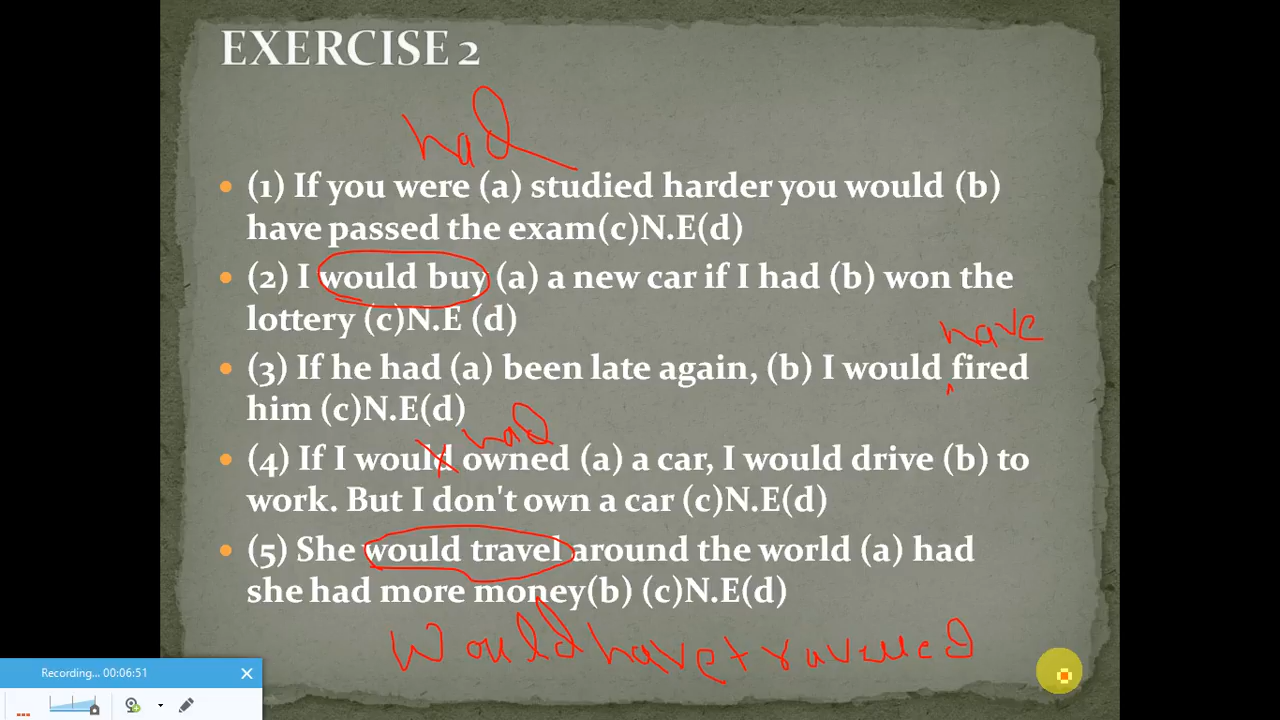 EXERCISE 2
had
• (1) If you were (a) studied harder you would (b)
have passed the exam(c)N.E(d)
• (2) I would buy (a) a new car if I had (b) won the
lottery (c)N.E (d)
have
• (3) If he had (a) been late again, (b) I would fired
him (c)N.E(d)
had
• (4) If I would owned (a) a car, I would drive (b) to
work. But I don't own a car (c)N.E(d)
• (5) She would travel around the world (a) had
she had more money(b) (c)N.E(d)
Would have travelled
Recording... 00:06:51